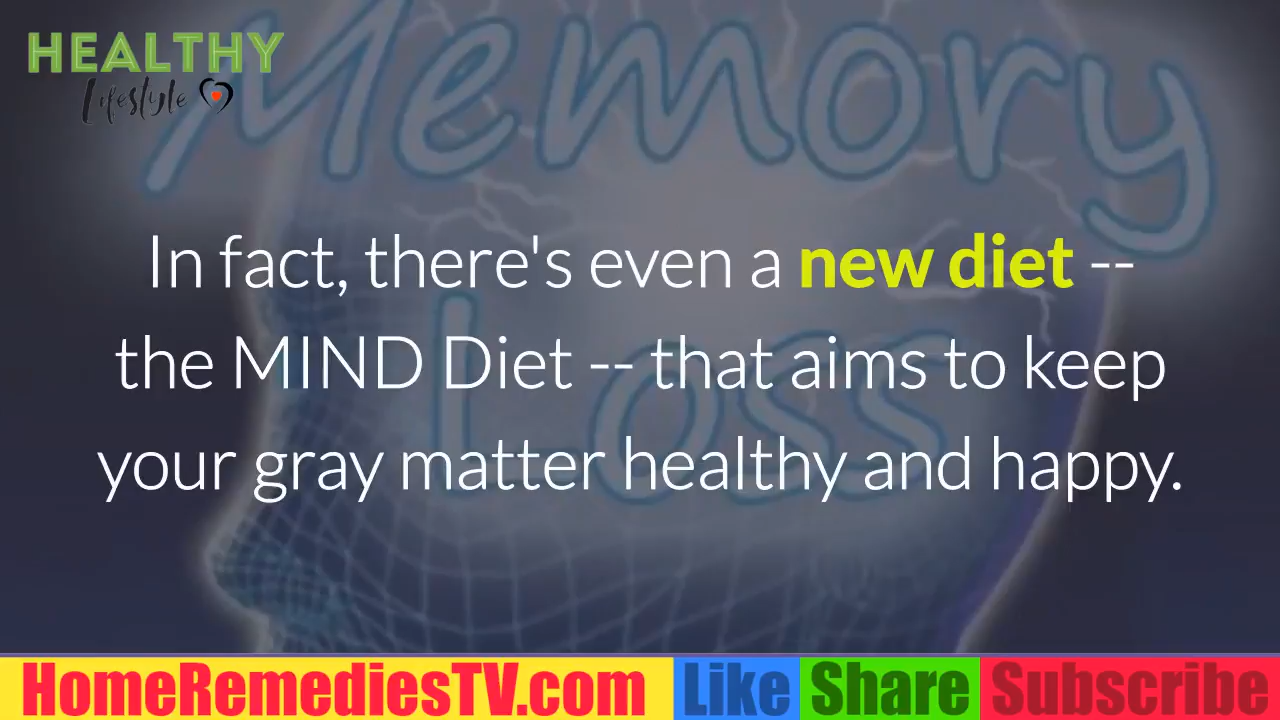 HEALTHY
Lifestyle
Memory
Loss
In fact, there's even a new diet --
the MIND Diet -- that aims to keep
your gray matter healthy and happy.
HomeRemediesTV.com Like Share Subscribe